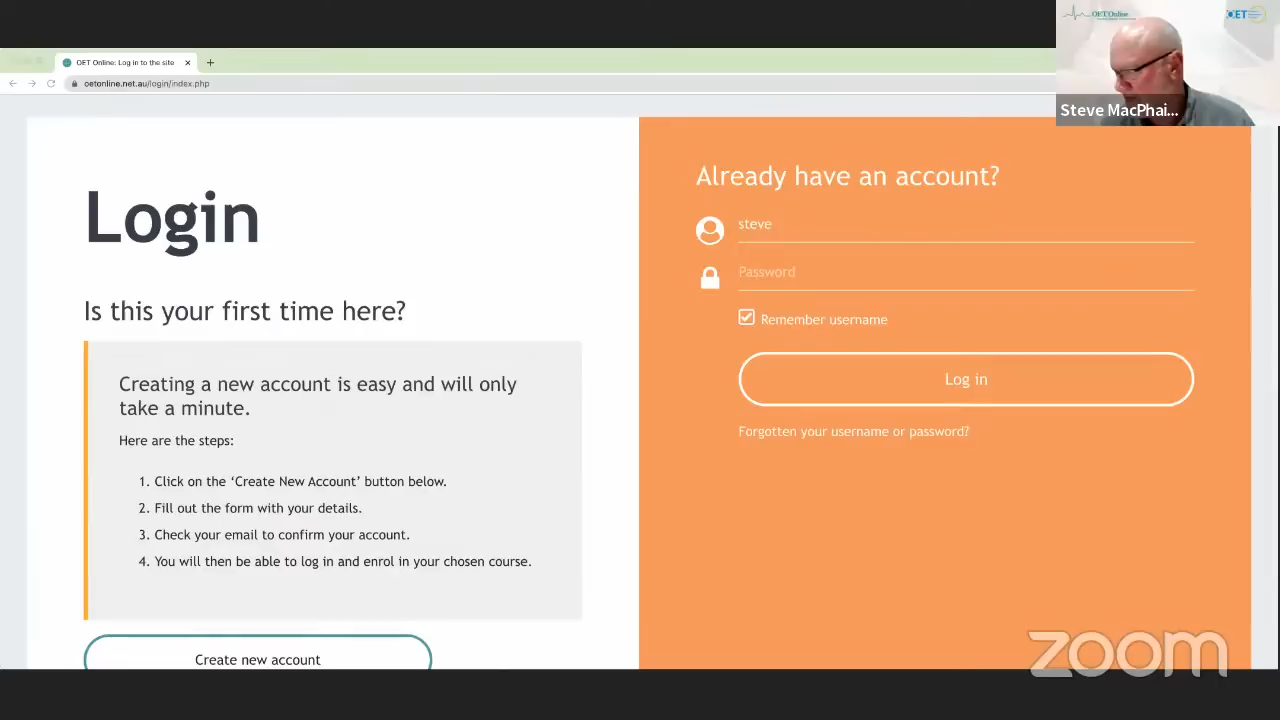 OET Online
OET
OET Online: Log in to the site
oetonline.net.au/login/index.php
Steve MacPhai...
Login
Is this your first time here?
Creating a new account is easy and will only
take a minute.
Here are the steps:
1. Click on the ‘Create New Account’ button below.
2. Fill out the form with your details.
3. Check your email to confirm your account.
4. You will then be able to log in and enrol in your chosen course.
Create new account
Already have an account?
steve
Password
Remember username
Log in
Forgotten your username or password?
zoom